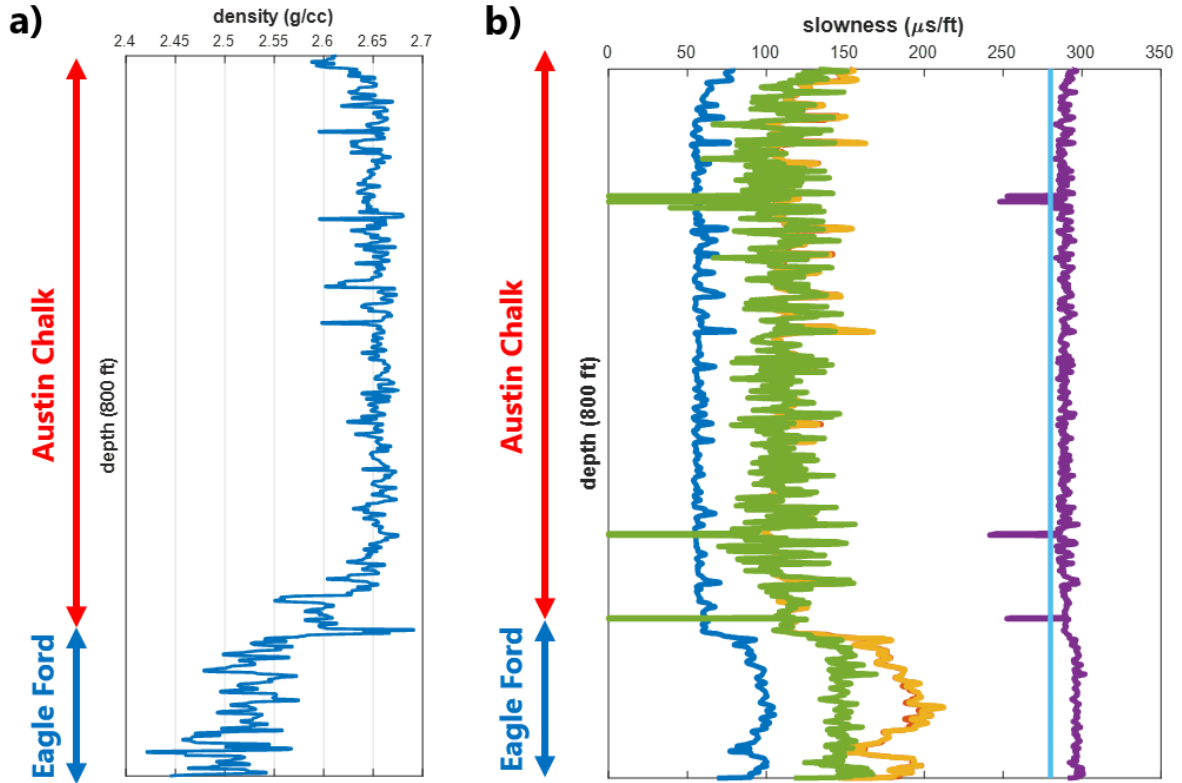 a)
density (g/cc)
2.4 2.45 2.5 2.55 2.6 2.65 2.7
Austin Chalk
Eagle Ford
depth (800 ft)
b)
slowness (μs/ft)
0 50 100 150 200 250 300 350
Austin Chalk
Eagle Ford
depth (800 ft)